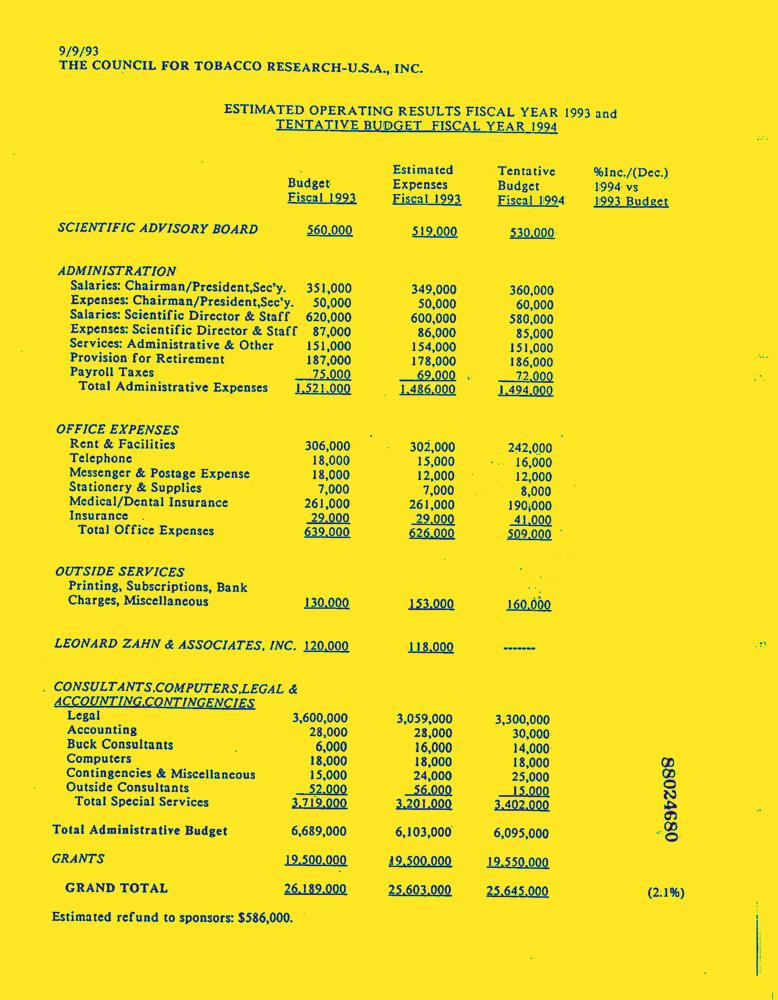 9/9/93
THE COUNCIL FOR TOBACCO RESEARCH-U.S.A., INC.
ESTIMATED OPERATING RESULTS FISCAL YEAR 1993 and
TENTATIVE BUDGET FISCAL YEAR 1994
Budget Fiscal 1993 Estimated Expenses Fiscal 1993 Tentative Budget Fiscal 1994 %Inc./(Dec.) 1994 vs 1993 Budget
SCIENTIFIC ADVISORY BOARD 560,000 519,000 530,000
ADMINISTRATION
Salaries: Chairman/President,Sec'y. 351,000 349,000 360,000
Expenses: Chairman/President,Sec'y. 50,000 50,000 60,000
Salaries: Scientific Director & Staff 620,000 600,000 580,000
Expenses: Scientific Director & Staff 87,000 86,000 85,000
Services: Administrative & Other 151,000 154,000 151,000
Provision for Retirement 187,000 178,000 186,000
Payroll Taxes 75,000 69,000 72,000
Total Administrative Expenses 1,521,000 1,486,000 1,494,000
OFFICE EXPENSES
Rent & Facilities 306,000 302,000 242,000
Telephone 18,000 15,000 16,000
Messenger & Postage Expense 18,000 12,000 12,000
Stationery & Supplies 7,000 7,000 8,000
Medical/Dental Insurance 261,000 261,000 190,000
Insurance 29,000 29,000 41,000
Total Office Expenses 639,000 626,000 509,000
OUTSIDE SERVICES
Printing, Subscriptions, Bank
Charges, Miscellaneous 130,000 153,000 160,000
LEONARD ZAHN & ASSOCIATES, INC. 120,000 118,000 -------
CONSULTANTS,COMPUTERS,LEGAL &
ACCOUNTING,CONTINGENCIES
Legal 3,600,000 3,059,000 3,300,000
Accounting 28,000 28,000 30,000
Buck Consultants 6,000 16,000 14,000
Computers 18,000 18,000 18,000
Contingencies & Miscellaneous 15,000 24,000 25,000
Outside Consultants 52,000 56,000 15,000
Total Special Services 3,719,000 3,201,000 3,402,000
Total Administrative Budget 6,689,000 6,103,000 6,095,000
GRANTS 19,500,000 19,500,000 19,550,000
GRAND TOTAL 26,189,000 25,603,000 25,645,000 (2.1%)
Estimated refund to sponsors: $586,000.
88024680